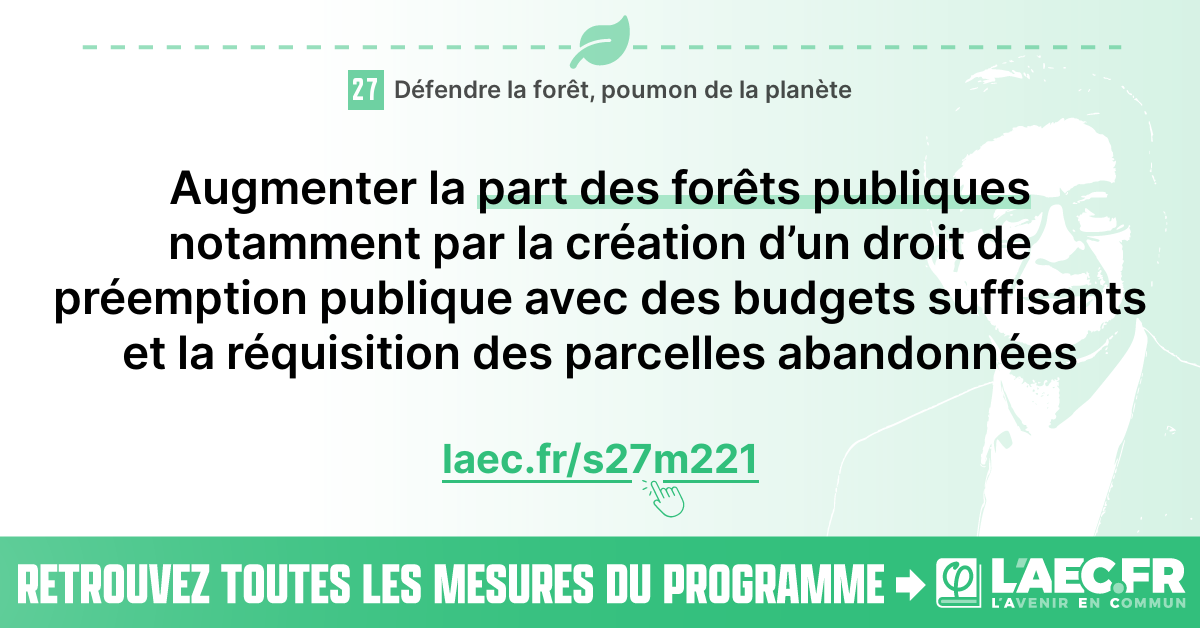 27 Défendre la forêt, poumon de la planète
Augmenter la part des forêts publiques
notamment par la création d’un droit de
préemption publique avec des budgets suffisants
et la réquisition des parcelles abandonnées
laec.fr/s27m221
RETROUVEZ TOUTES LES MESURES DU PROGRAMME
φ L'AEC.FR
L'AVENIR EN COMMUN